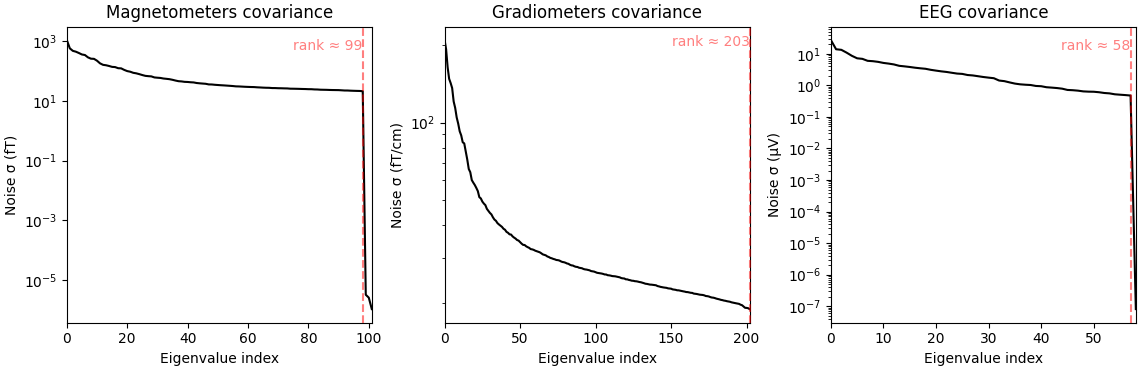 Magnetometers covariance
rank ≈ 99
10³
10¹
10⁻¹
10⁻³
10⁻⁵
Noise σ (fT)
0 20 40 60 80 100
Eigenvalue index
Gradiometers covariance
rank ≈ 203
10²
Noise σ (fT/cm)
0 50 100 150 200
Eigenvalue index
EEG covariance
rank ≈ 58
10¹
10⁰
10⁻¹
10⁻²
10⁻³
10⁻⁴
10⁻⁵
10⁻⁶
10⁻⁷
Noise σ (µV)
0 10 20 30 40 50
Eigenvalue index